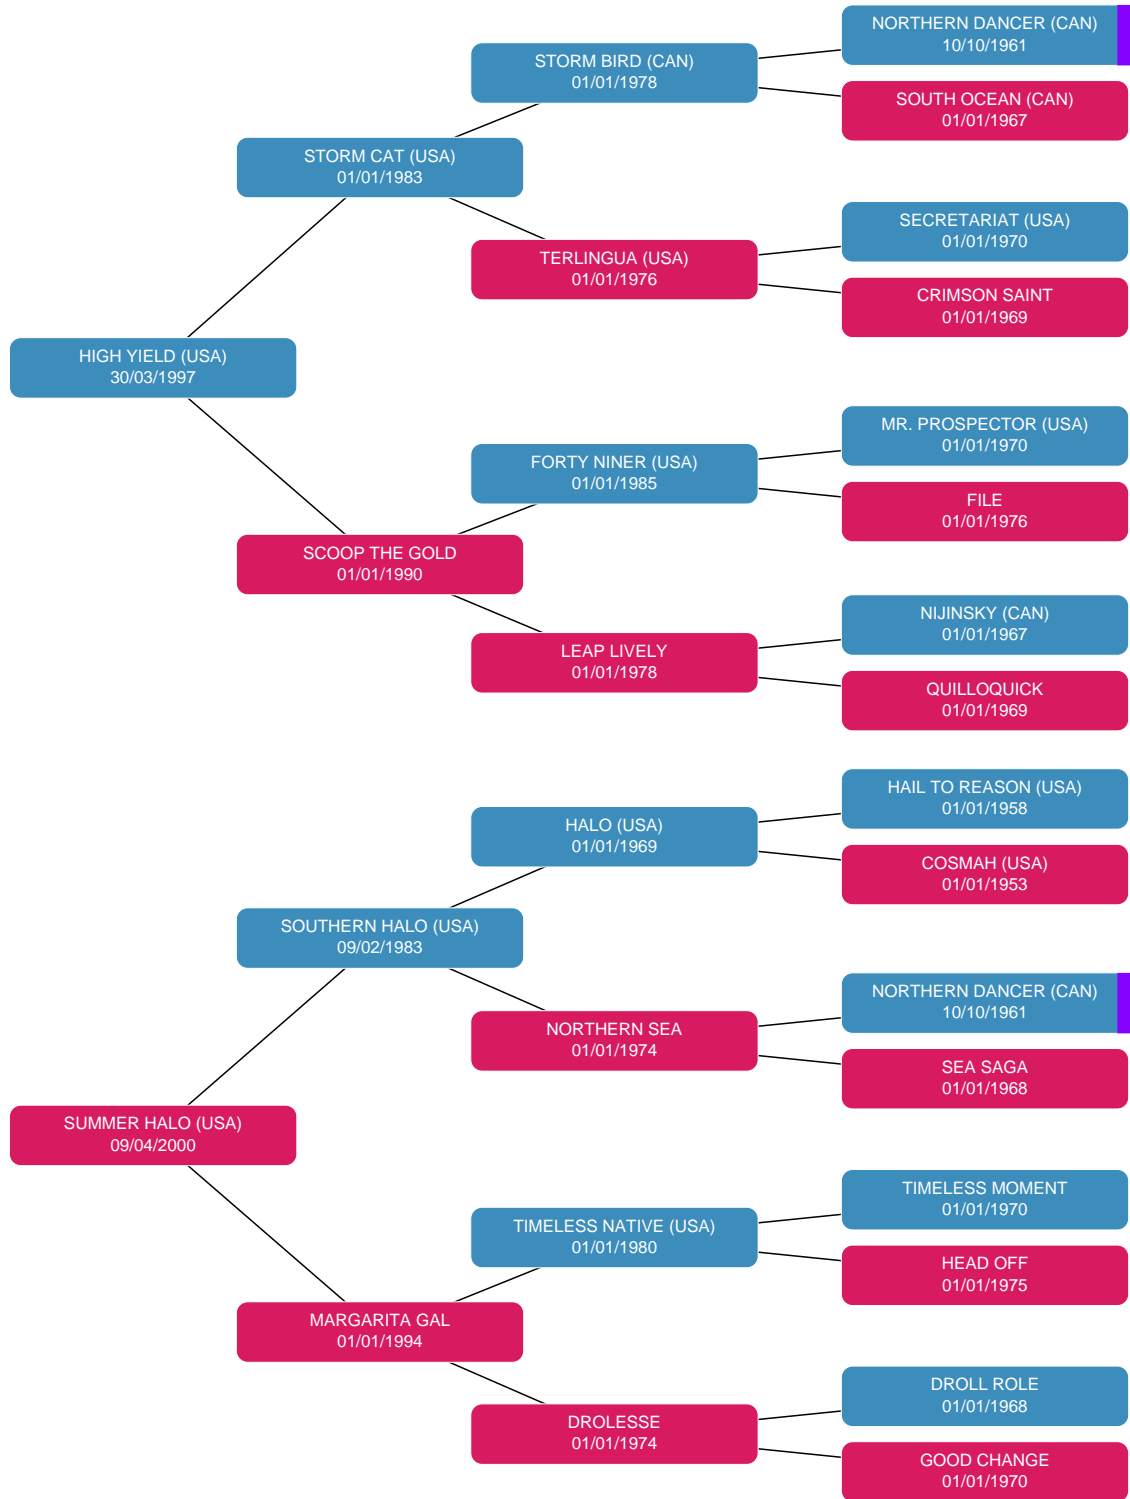 NORTHERN DANCER (CAN)
10/10/1961
STORM BIRD (CAN)
01/01/1978
SOUTH OCEAN (CAN)
01/01/1967
STORM CAT (USA)
01/01/1983
SECRETARIAT (USA)
01/01/1970
TERLINGUA (USA)
01/01/1976
CRIMSON SAINT
01/01/1969
HIGH YIELD (USA)
30/03/1997
MR. PROSPECTOR (USA)
01/01/1970
FORTY NINER (USA)
01/01/1985
FILE
01/01/1976
SCOOP THE GOLD
01/01/1990
NIJINSKY (CAN)
01/01/1967
LEAP LIVELY
01/01/1978
QUILLOQUICK
01/01/1969
HAIL TO REASON (USA)
01/01/1958
HALO (USA)
01/01/1969
COSMAH (USA)
01/01/1953
SOUTHERN HALO (USA)
09/02/1983
NORTHERN DANCER (CAN)
10/10/1961
NORTHERN SEA
01/01/1974
SEA SAGA
01/01/1968
SUMMER HALO (USA)
09/04/2000
TIMELESS MOMENT
01/01/1970
TIMELESS NATIVE (USA)
01/01/1980
HEAD OFF
01/01/1975
MARGARITA GAL
01/01/1994
DROLL ROLE
01/01/1968
DROLESSE
01/01/1974
GOOD CHANGE
01/01/1970